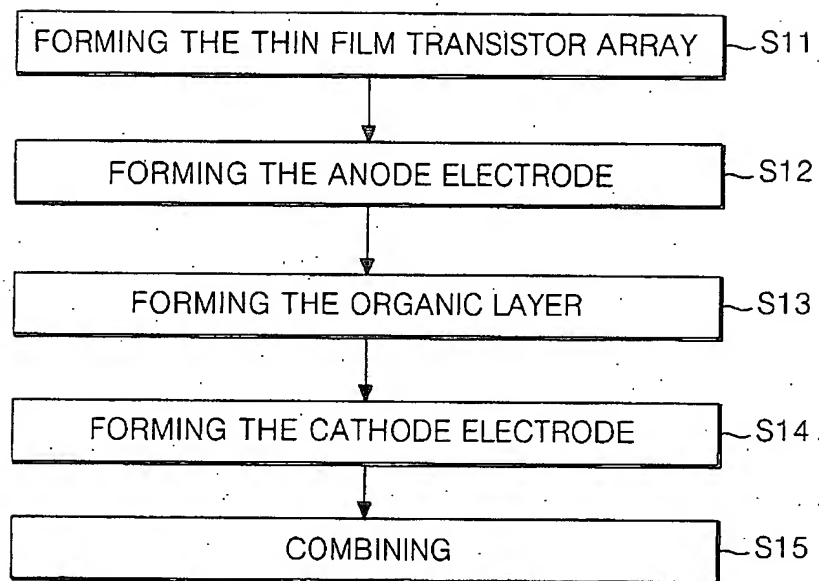 FORMING THE THIN FILM TRANSISTOR ARRAY S11
FORMING THE ANODE ELECTRODE S12
FORMING THE ORGANIC LAYER S13
FORMING THE CATHODE ELECTRODE S14
COMBINING S15